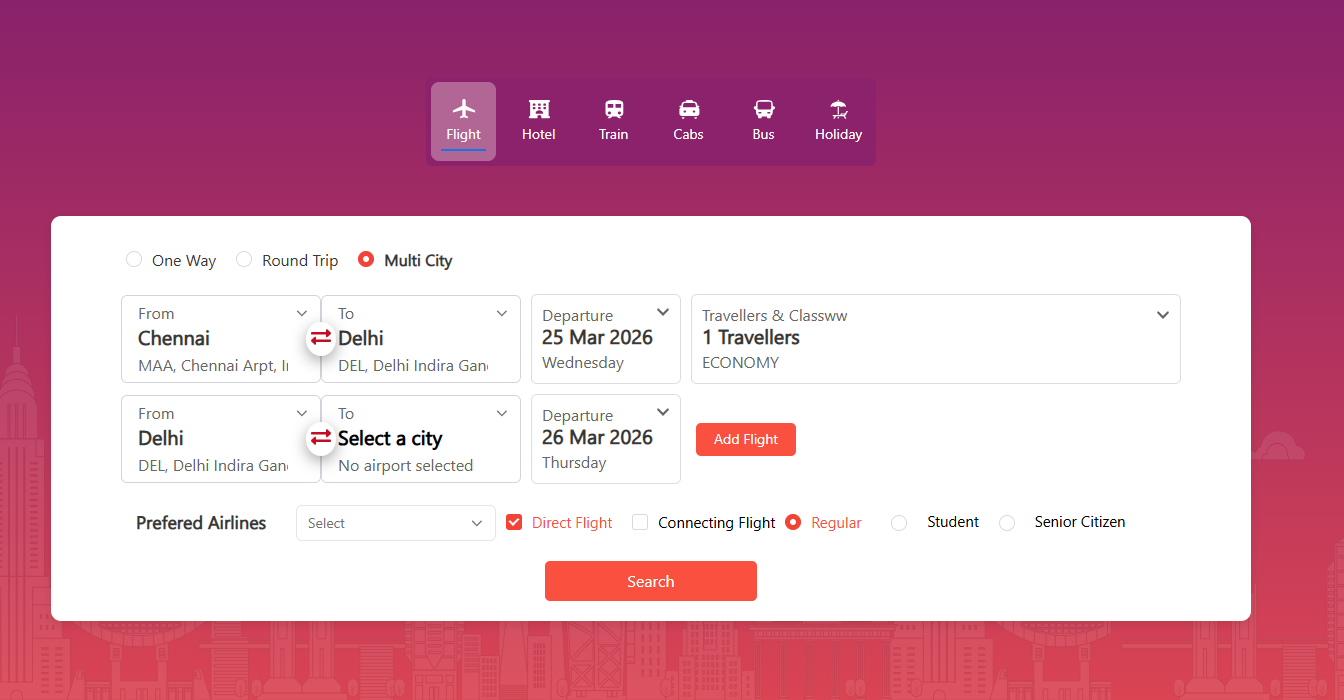 Flight Hotel Train Cabs Bus Holiday
One Way Round Trip Multi City
From To Departure Travellers & Classww
Chennai Delhi 25 Mar 2026 1 Travellers
MAA, Chennai Arpt, DEL, Delhi Indira Wednesday ECONOMY
From To Departure
Delhi Select a city 26 Mar 2026 Add Flight
DEL, Delhi Indira No airport selected Thursday
Prefered Airlines Select Direct Flight Connecting Flight Regular Student Senior Citizen
Search